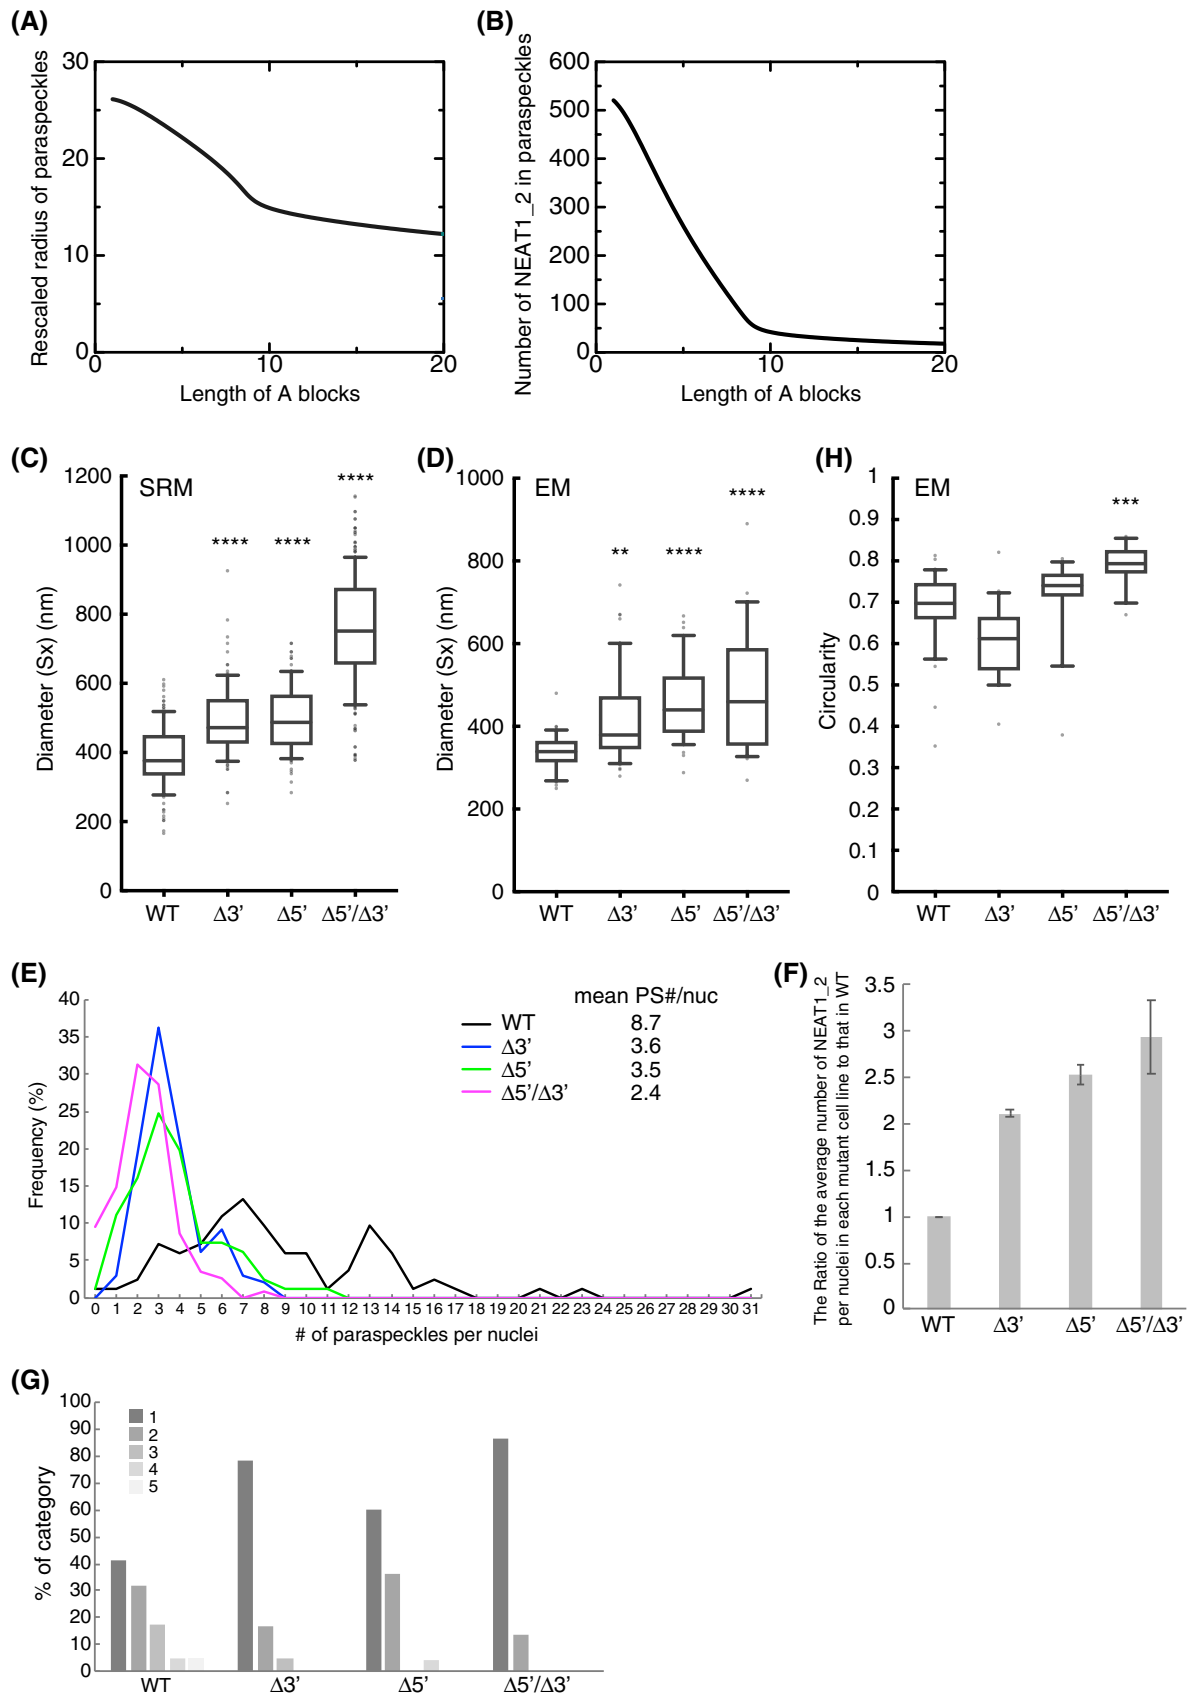 (A)
Rescaled radius of paraspeckles
30
20
10
0
0
10
20
Length of A blocks
(B)
Number of NEAT1_2 in paraspeckles
600
500
400
300
200
100
0
0
10
20
Length of A blocks
(C)
Diameter (Sx) (nm)
SRM
1200
1000
800
600
400
200
0
****
****
****
WT
Δ3’
Δ5’
Δ5’/Δ3’
(D)
Diameter (Sx) (nm)
EM
1000
800
600
400
200
0
**
****
****
WT
Δ3’
Δ5’
Δ5’/Δ3’
(H)
Circularity
EM
1
0.9
0.8
0.7
0.6
0.5
0.4
0.3
0.2
0.1
0
***
WT
Δ3’
Δ5’
Δ5’/Δ3’
(E)
Frequency (%)
40
35
30
25
20
15
10
5
0
0 1 2 3 4 5 6 7 8 9 10 11 12 13 14 15 16 17 18 19 20 21 22 23 24 25 26 27 28 29 30 31
# of paraspeckles per nuclei
mean PS#/nuc
WT 8.7
Δ3’ 3.6
Δ5’ 3.5
Δ5’/Δ3’ 2.4
(F)
The Ratio of the average number of NEAT1_2
per nuclei in each mutant cell line to that in WT
3.5
3
2.5
2
1.5
1
0.5
0
WT
Δ3’
Δ5’
Δ5’/Δ3’
(G)
% of category
100
90
80
70
60
50
40
30
20
10
0
1
2
3
4
5
WT
Δ3’
Δ5’
Δ5’/Δ3’